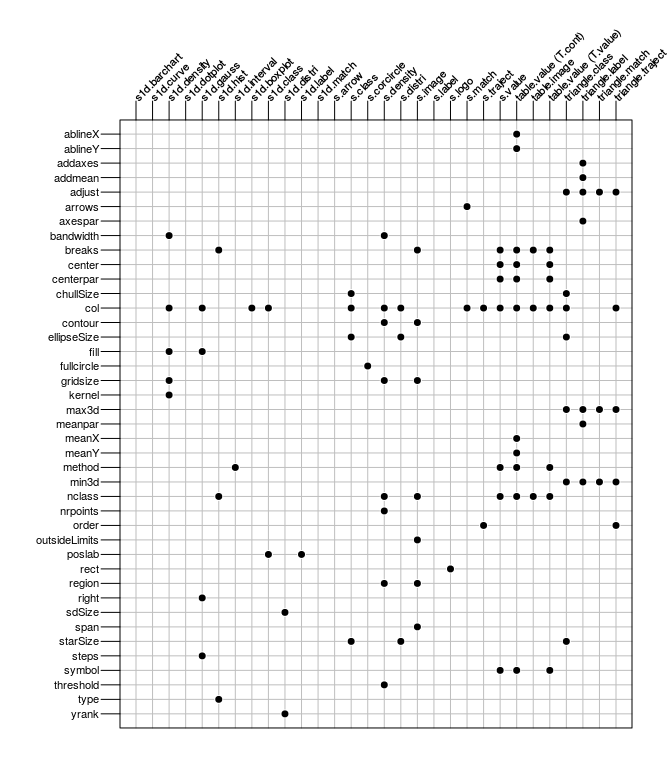 s1d.barchart
s1d.curve
s1d.density
s1d.dotplot
s1d.gauss
s1d.hist
s1d.interval
s1d.boxplot
s1d.class
s1d.distri
s1d.label
s1d.match
s.arrow
s.class
s.corcircle
s.density
s.distri
s.image
s.label
s.logo
s.match
s.traject
s.value
table.value (T.cont)
table.image
table.value (T.value)
triangle.class
triangle.label
triangle.match
triangle.traject
ablineX
ablineY
addaxes
addmean
adjust
arrows
axespar
bandwidth
breaks
center
centerpar
chullSize
col
contour
ellipseSize
fill
fullcircle
gridsize
kernel
max3d
meanpar
meanX
meanY
method
min3d
nclass
nrpoints
order
outsideLimits
poslab
rect
region
right
sdSize
span
starSize
steps
symbol
threshold
type
yrank